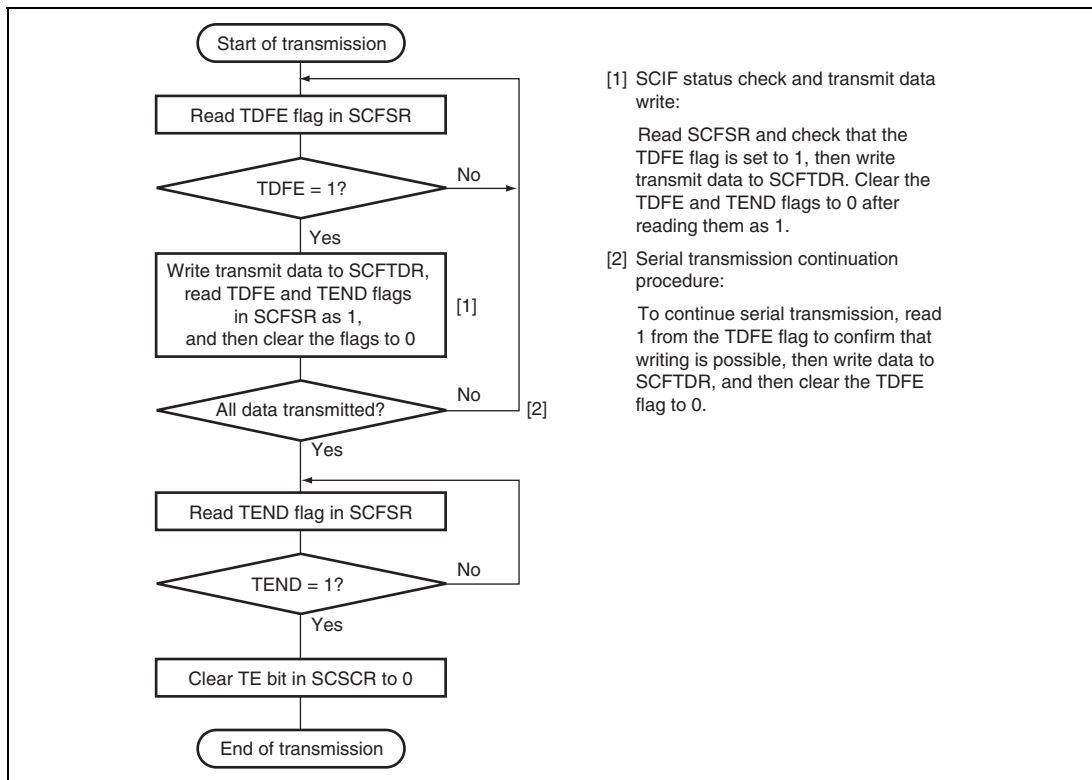 Start of transmission
Read TDFE flag in SCFSR
TDFE = 1?
No
Yes
Write transmit data to SCFTDR,
read TDFE and TEND flags
in SCFSR as 1,
and then clear the flags to 0
[1]
All data transmitted?
No
[2]
Yes
Read TEND flag in SCFSR
TEND = 1?
No
Yes
Clear TE bit in SCSCR to 0
End of transmission
[1] SCIF status check and transmit data
write:
Read SCFSR and check that the
TDFE flag is set to 1, then write
transmit data to SCFTDR. Clear the
TDFE and TEND flags to 0 after
reading them as 1.
[2] Serial transmission continuation
procedure:
To continue serial transmission, read
1 from the TDFE flag to confirm that
writing is possible, then write data to
SCFTDR, and then clear the TDFE
flag to 0.